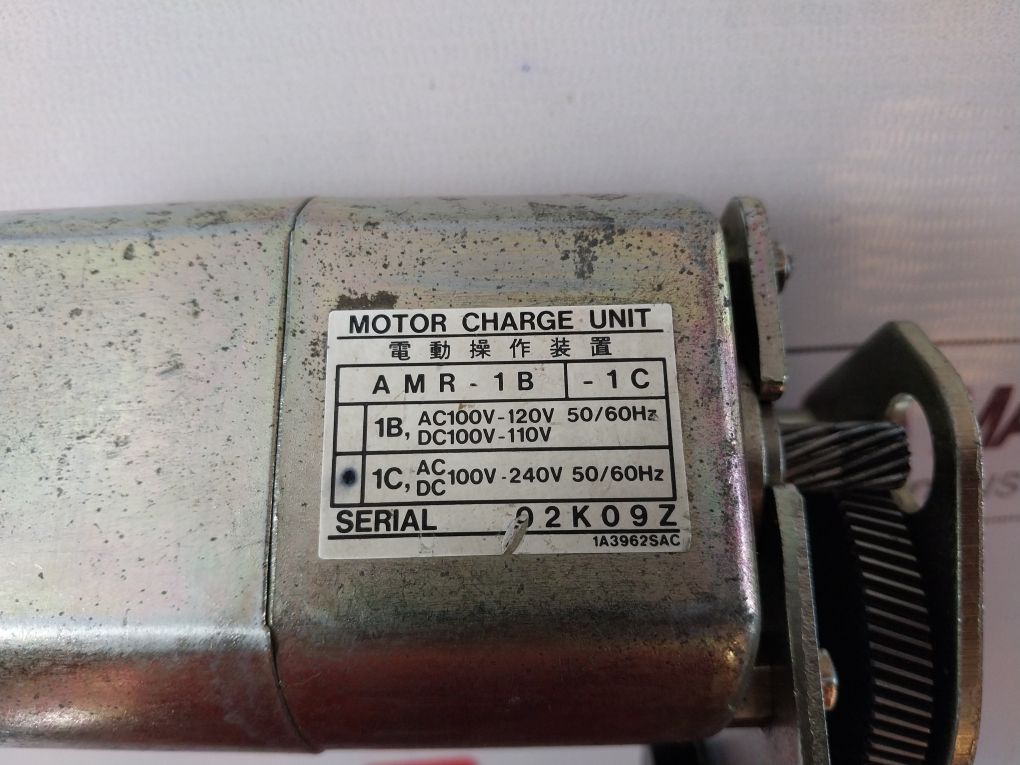 MOTOR CHARGE UNIT
電動操作装置
AMR-1B -1C
1B, AC100V-120V 50/60Hz
DC100V-110V
1C, AC DC 100V-240V 50/60Hz
SERIAL 02K09Z
1A3962SAC